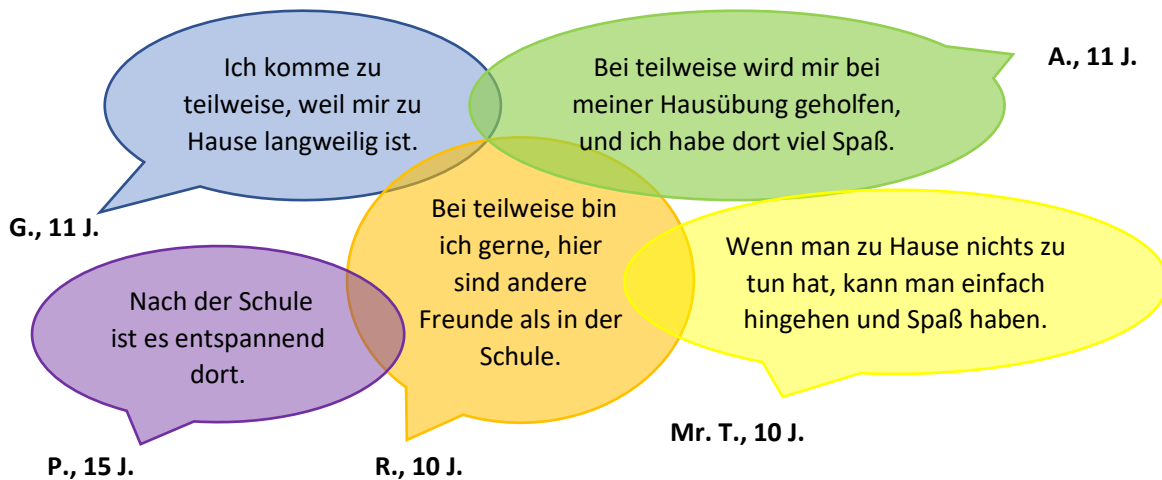 Ich komme zu
teilweise, weil mir zu
Hause langweilig ist.
G., 11 J.
Bei teilweise wird mir bei
meiner Hausübung geholfen,
und ich habe dort viel Spaß.
A., 11 J.
Bei teilweise bin
ich gerne, hier
sind andere
Freunde als in der
Schule.
R., 10 J.
Wenn man zu Hause nichts zu
tun hat, kann man einfach
hingehen und Spaß haben.
Mr. T., 10 J.
Nach der Schule
ist es entspannend
dort.
P., 15 J.